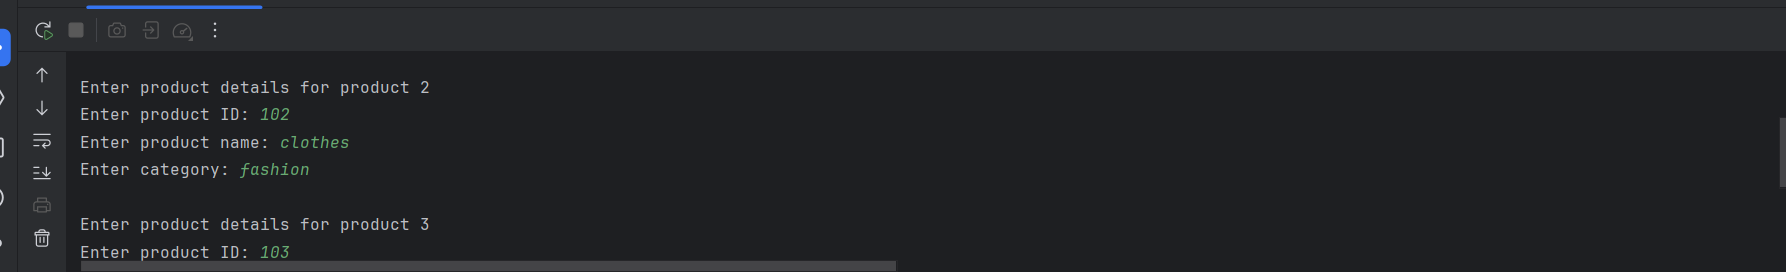 Enter product details for product 2
Enter product ID: 102
Enter product name: clothes
Enter category: fashion
Enter product details for product 3
Enter product ID: 103